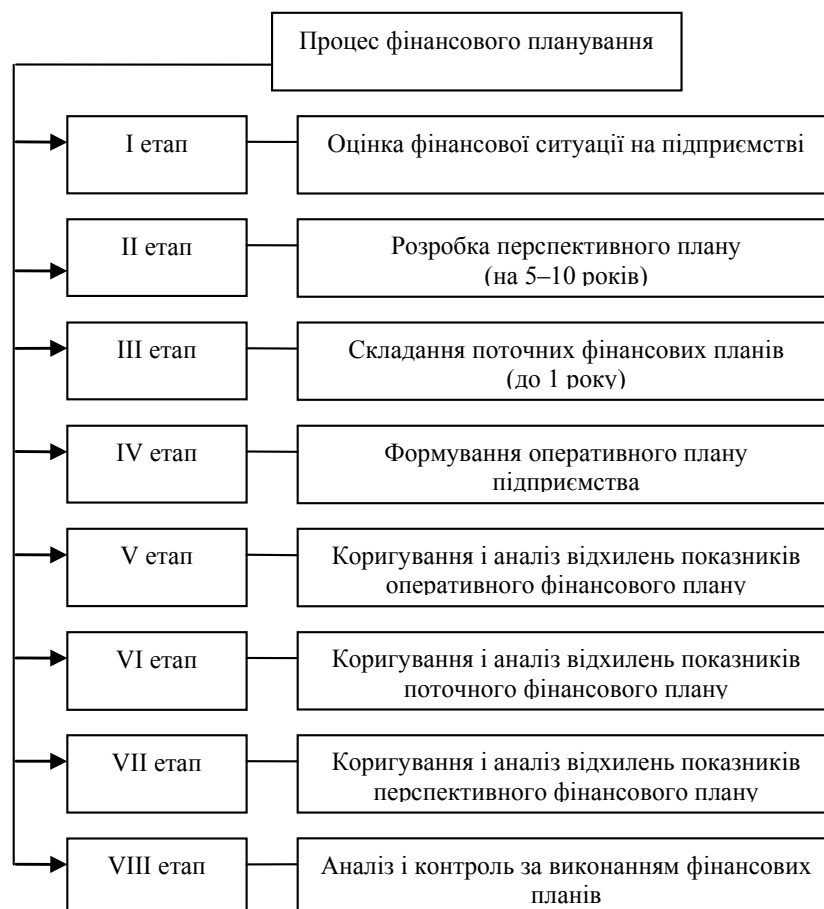 Процес фінансового планування
I етап
Оцінка фінансової ситуації на підприємстві
II етап
Розробка перспективного плану
(на 5–10 років)
III етап
Складання поточних фінансових планів
(до 1 року)
IV етап
Формування оперативного плану
підприємства
V етап
Коригування і аналіз відхилень показників
оперативного фінансового плану
VI етап
Коригування і аналіз відхилень показників
поточного фінансового плану
VII етап
Коригування і аналіз відхилень показників
перспективного фінансового плану
VIII етап
Аналіз і контроль за виконанням фінансових
планів